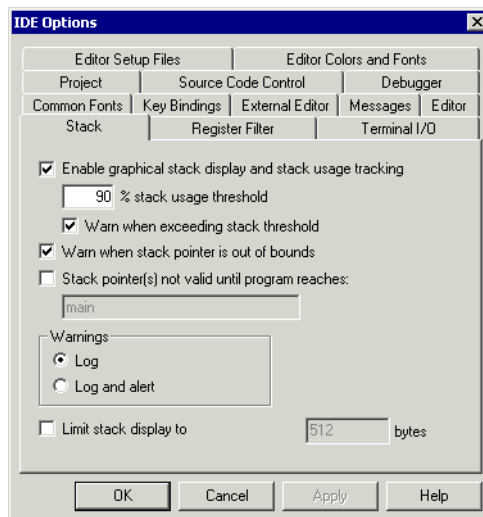 IDE Options
Editor Setup Files Editor Colors and Fonts
Project Source Code Control Debugger
Common Fonts Key Bindings External Editor Messages Editor
Stack Register Filter Terminal I/O
Enable graphical stack display and stack usage tracking
90 % stack usage threshold
Warn when exceeding stack threshold
Warn when stack pointer is out of bounds
Stack pointer(s) not valid until program reaches:
main
Warnings
Log
Log and alert
Limit stack display to 512 bytes
OK Cancel Apply Help